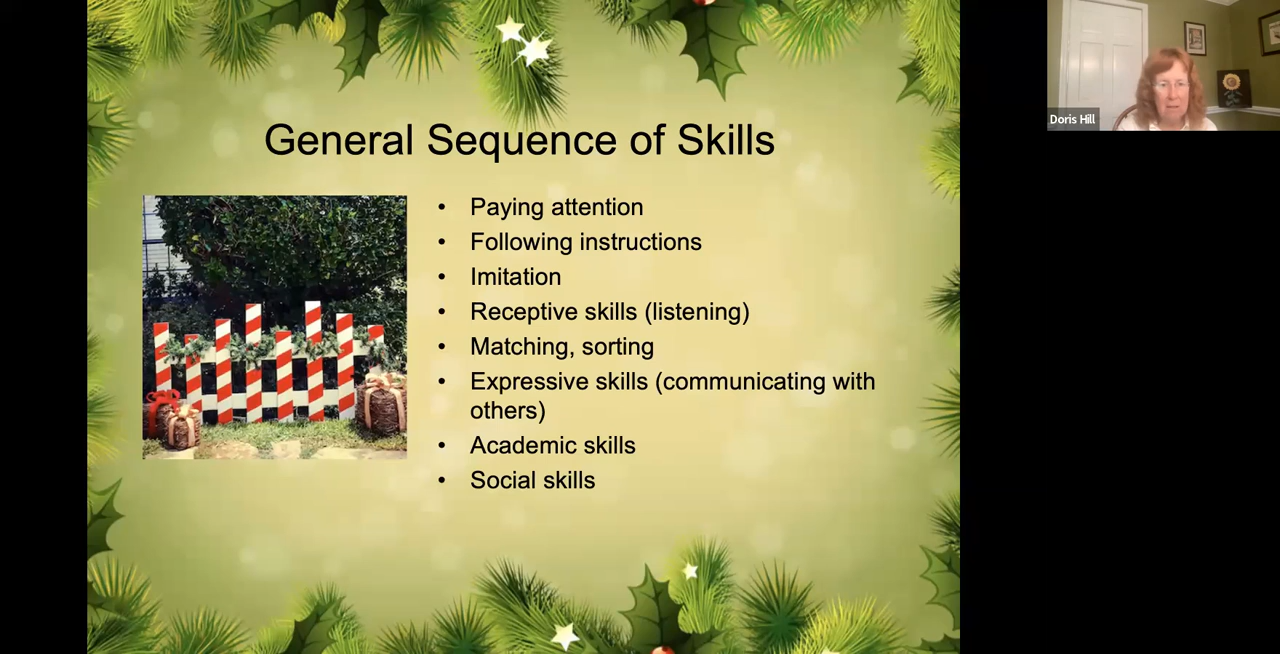 General Sequence of Skills
• Paying attention
• Following instructions
• Imitation
• Receptive skills (listening)
• Matching, sorting
• Expressive skills (communicating with
others)
• Academic skills
• Social skills
Doris Hill